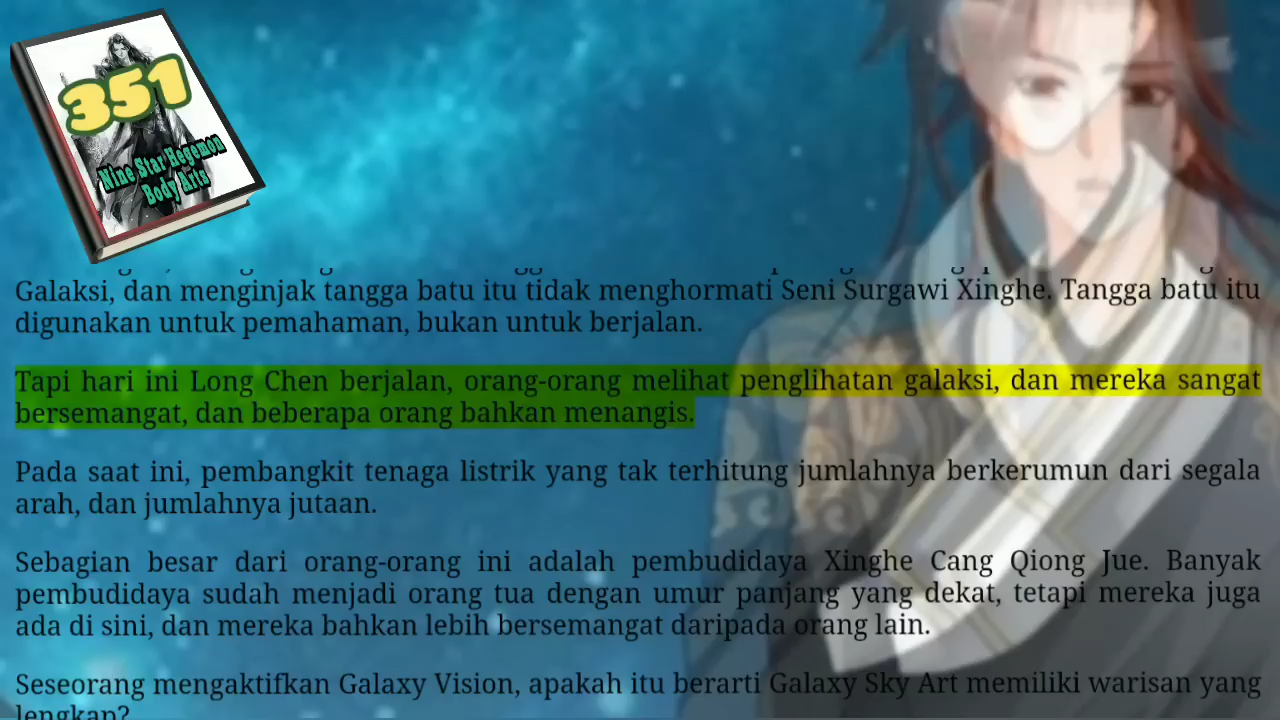 351
Nine Star Hegemon
Body Arts
Galaksi, dan menginjak tangga batu itu tidak menghormati Seni Surgawi Xinghe. Tangga batu itu
digunakan untuk pemahaman, bukan untuk berjalan.
Tapi hari ini Long Chen berjalan, orang-orang melihat penglihatan galaksi, dan mereka sangat
bersemangat, dan beberapa orang bahkan menangis.
Pada saat ini, pembangkit tenaga listrik yang tak terhitung jumlahnya berkerumun dari segala
arah, dan jumlahnya jutaan.
Sebagian besar dari orang-orang ini adalah pembudidaya Xinghe Cang Qiong Jue. Banyak
pembudidaya sudah menjadi orang tua dengan umur panjang yang dekat, tetapi mereka juga
ada di sini, dan mereka bahkan lebih bersemangat daripada orang lain.
Seseorang mengaktifkan Galaxy Vision, apakah itu berarti Galaxy Sky Art memiliki warisan yang
lengkap?